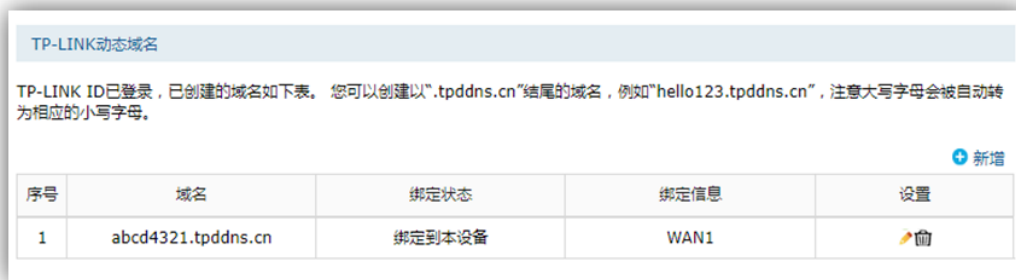 TP-LINK动态域名
TP-LINK ID已登录，已创建的域名如下表。 您可以创建以“.tpddns.cn”结尾的域名，例如“hello123.tpddns.cn”，注意大写字母会被自动转
为相应的小写字母。
新增
序号 域名 绑定状态 绑定信息 设置
1 abcd4321.tpddns.cn 绑定到本设备 WAN1